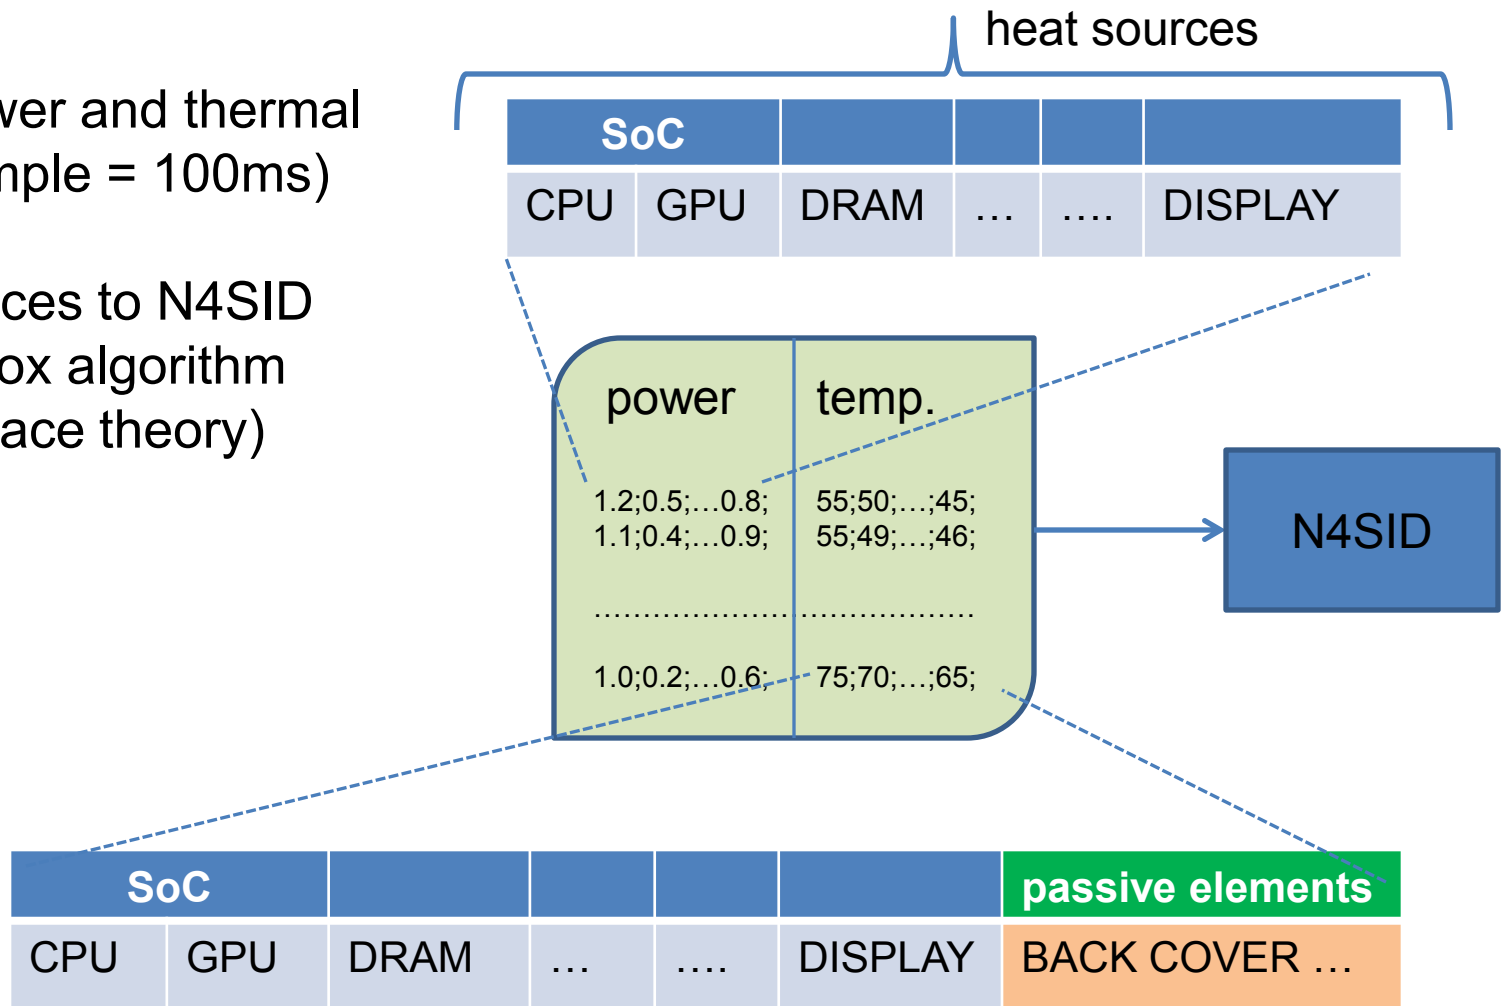 heat sources
wer and thermal
mple = 100ms)
ces to N4SID
ox algorithm
ace theory)
SoC
CPU GPU DRAM … …. DISPLAY
power temp.
1.2;0.5;…0.8; 55;50;…;45;
1.1;0.4;…0.9; 55;49;…;46;
……………………………………
1.0;0.2;…0.6; 75;70;…;65;
N4SID
SoC passive elements
CPU GPU DRAM … …. DISPLAY BACK COVER …